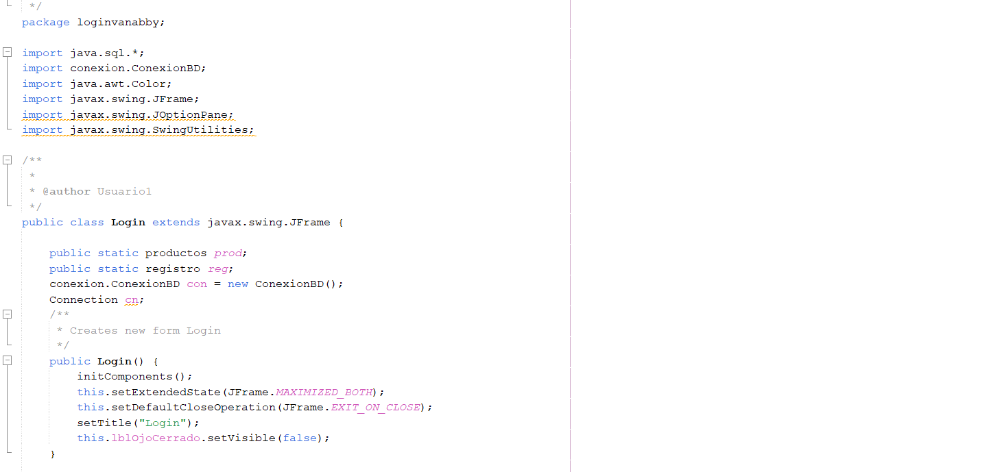 */
package loginvanabby;

import java.sql.*;
import conexion.ConexionBD;
import java.awt.Color;
import javax.swing.JFrame;
import javax.swing.JOptionPane;
import javax.swing.SwingUtilities;

/**
 *
 * @author Usuario1
 */
public class Login extends javax.swing.JFrame {

    public static productos prod;
    public static registro reg;
    conexion.ConexionBD con = new ConexionBD();
    Connection cn;
    /**
     * Creates new form Login
     */
    public Login() {
        initComponents();
        this.setExtendedState(JFrame.MAXIMIZED_BOTH);
        this.setDefaultCloseOperation(JFrame.EXIT_ON_CLOSE);
        setTitle("Login");
        this.lblOjoCerrado.setVisible(false);
    }